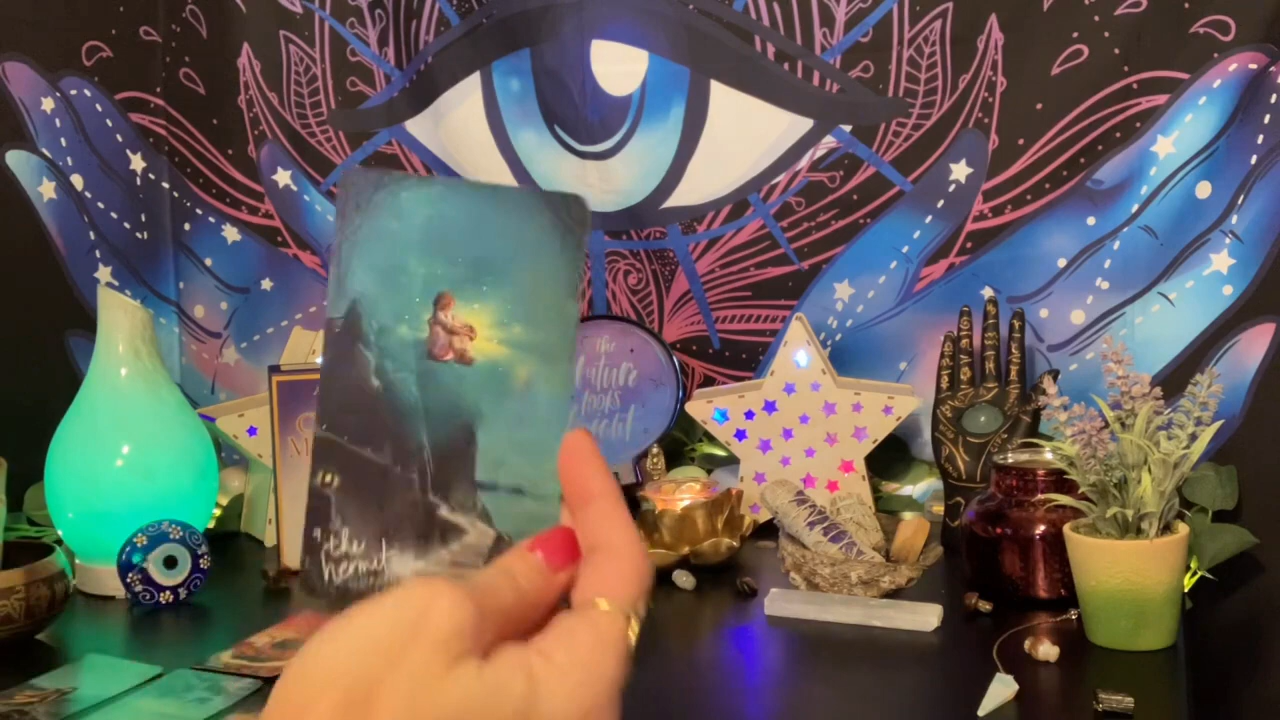 the
hermit
the
future
looks
bright